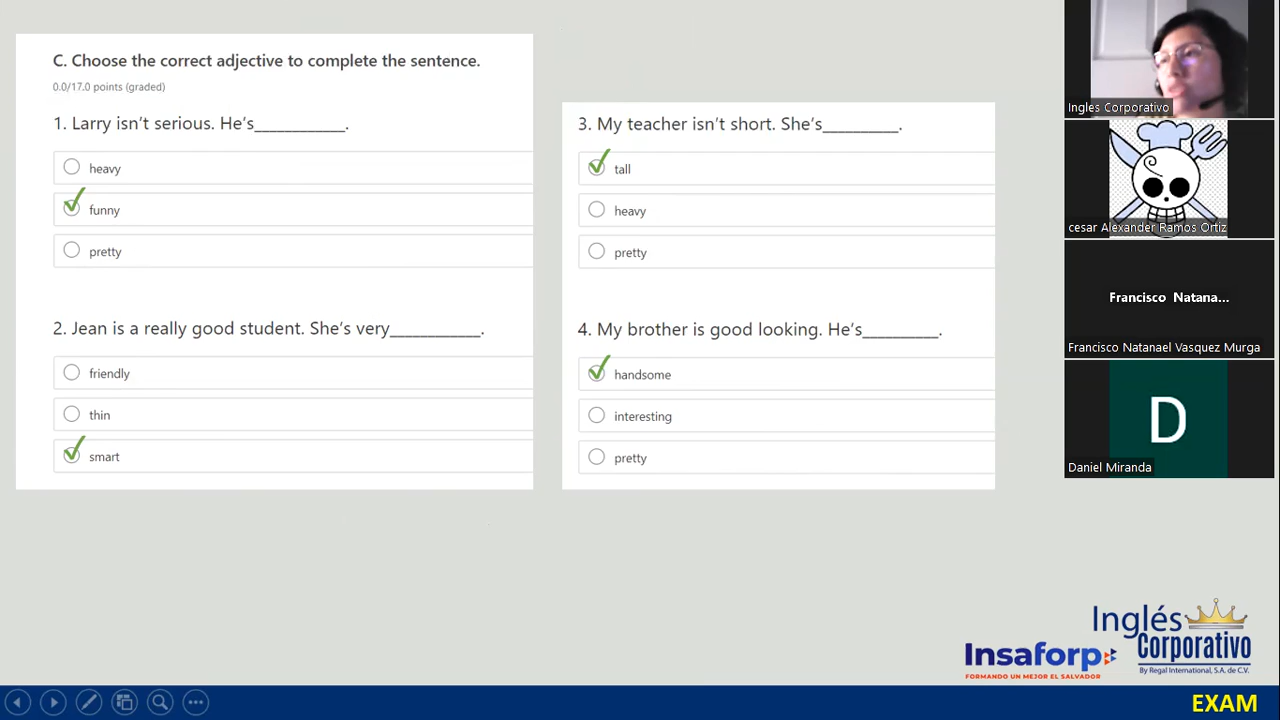 C. Choose the correct adjective to complete the sentence.
0.0/17.0 points (graded)
1. Larry isn't serious. He's____________.
heavy
funny
pretty
2. Jean is a really good student. She's very____________.
friendly
thin
smart
3. My teacher isn't short. She's__________.
tall
heavy
pretty
4. My brother is good looking. He's__________.
handsome
interesting
pretty
Ingles Corporativo
cesar Alexander Ramos Ortiz
Francisco Natana...
Francisco Natanael Vasquez Murga
D
Daniel Miranda
Insaforp
FORMANDO UN MEJOR EL SALVADOR
Inglés
Corporativo
By Regal International, S.A. de C.V.
EXAM